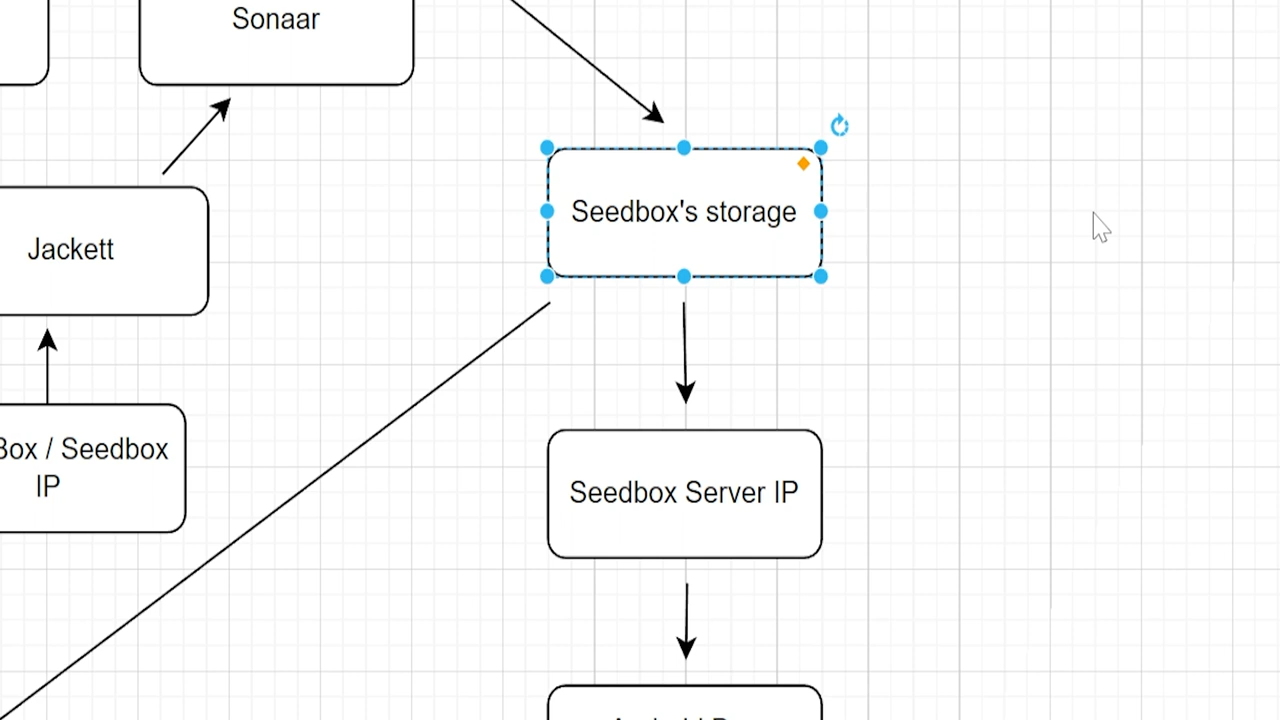 Sonaar
Seedbox's storage
Jackett
Box / Seedbox
IP
Seedbox Server IP